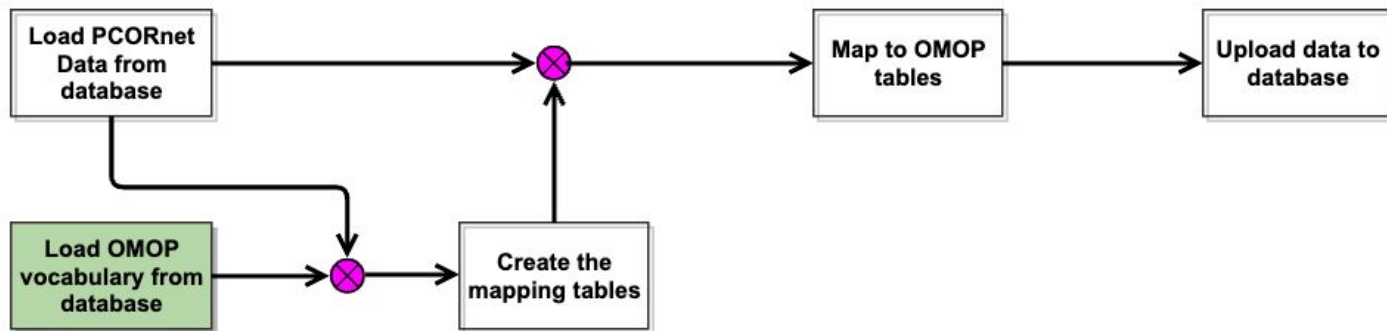 Load PCORnet
Data from
database
Map to OMOP
tables
Upload data to
database
Load OMOP
vocabulary from
database
Create the
mapping tables